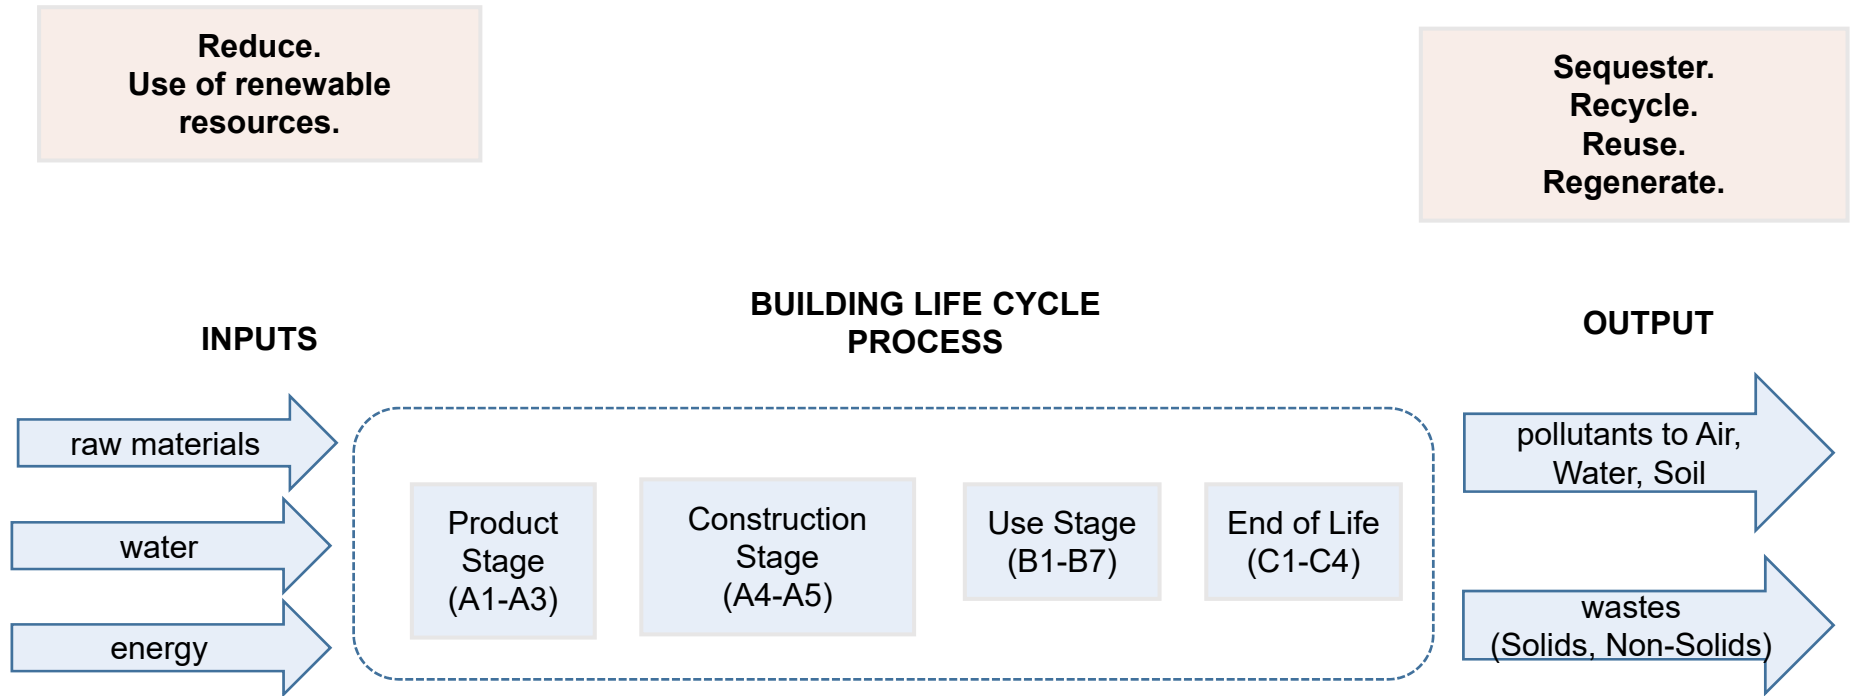 Reduce.
Use of renewable
resources.
Sequester.
Recycle.
Reuse.
Regenerate.
INPUTS
BUILDING LIFE CYCLE
PROCESS
OUTPUT
raw materials
water
energy
Product
Stage
(A1-A3)
Construction
Stage
(A4-A5)
Use Stage
(B1-B7)
End of Life
(C1-C4)
pollutants to Air,
Water, Soil
wastes
(Solids, Non-Solids)